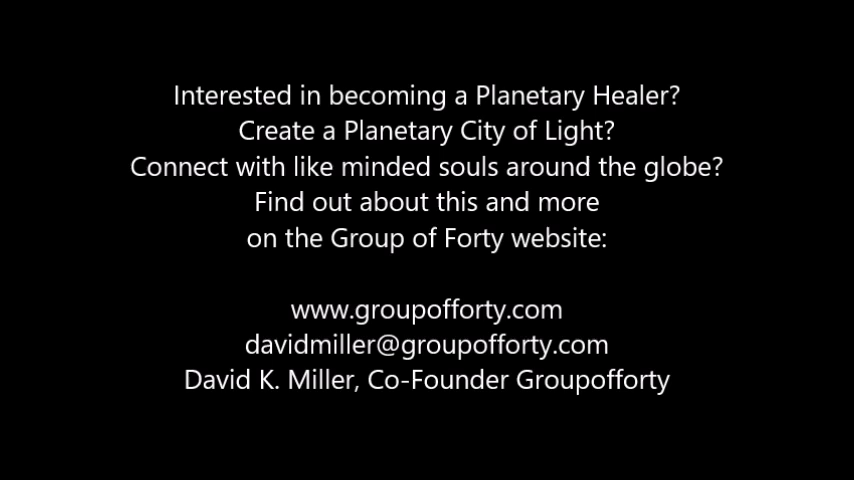 Interested in becoming a Planetary Healer?
Create a Planetary City of Light?
Connect with like minded souls around the globe?
Find out about this and more
on the Group of Forty website:
www.groupofforty.com
davidmiller@groupofforty.com
David K. Miller, Co-Founder Groupofforty